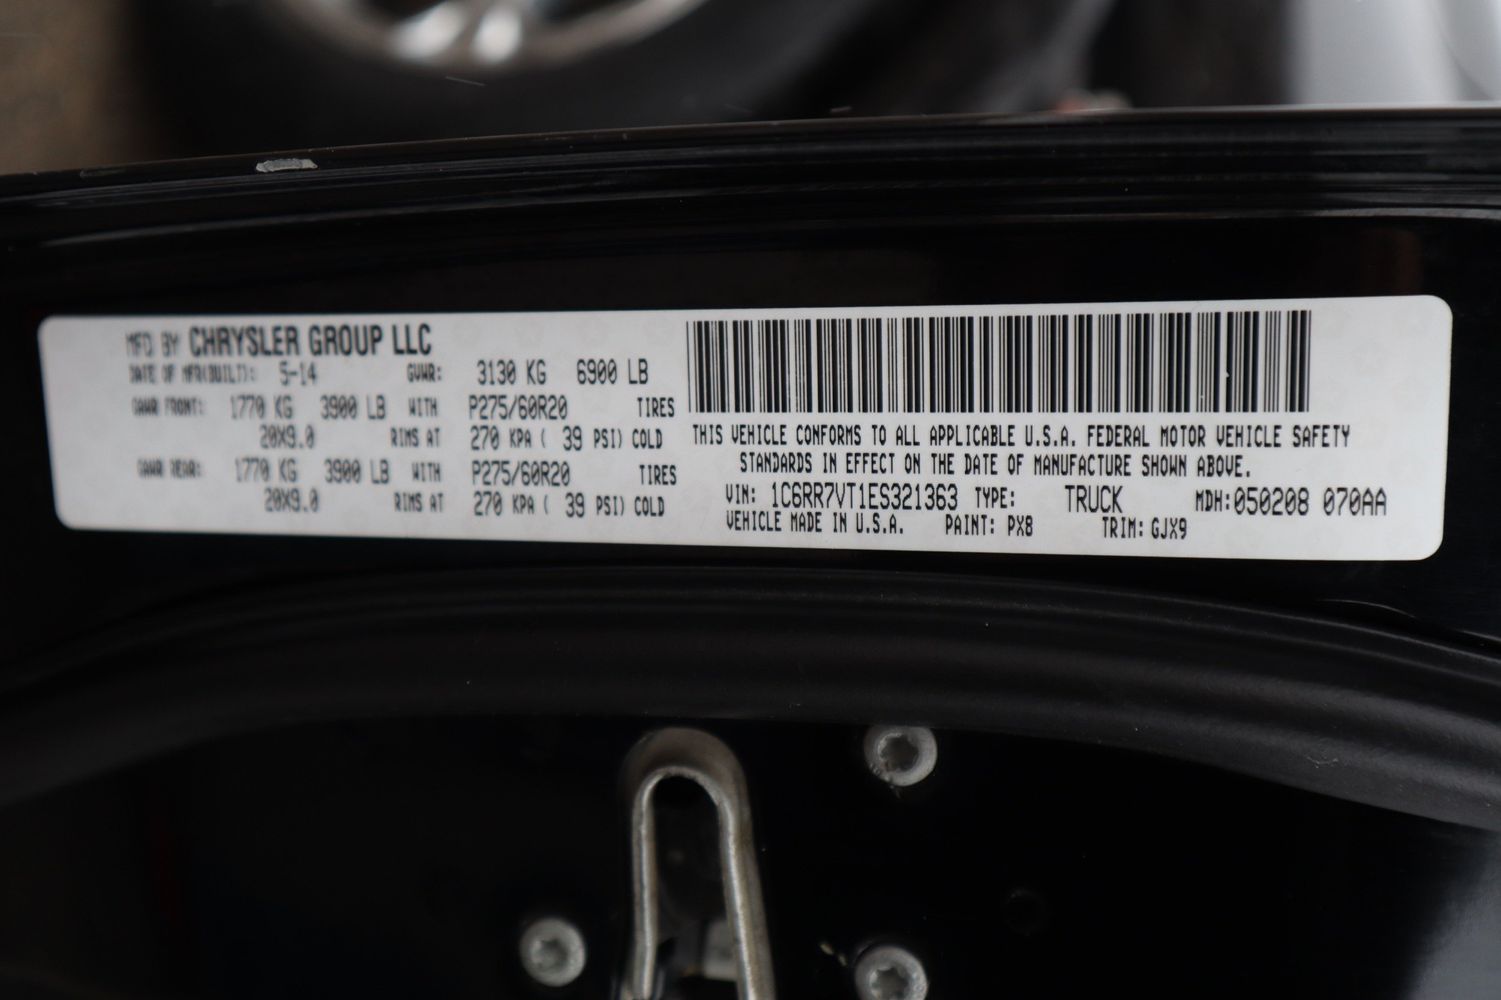 MFD BY CHRYSLER GROUP LLC
DATE OF MFR(BUILT): 5-14 GVWR: 3130 KG 6900 LB
GAWR FRONT: 1770 KG 3900 LB WITH P275/60R20 TIRES
20X9.0 RIMS AT 270 KPA ( 39 PSI) COLD
GAWR REAR: 1770 KG 3900 LB WITH P275/60R20 TIRES
20X9.0 RIMS AT 270 KPA ( 39 PSI) COLD
THIS VEHICLE CONFORMS TO ALL APPLICABLE U.S.A. FEDERAL MOTOR VEHICLE SAFETY
STANDARDS IN EFFECT ON THE DATE OF MANUFACTURE SHOWN ABOVE.
VIN: 1C6RR7VT1ES321363 TYPE: TRUCK MDH:050208 070AA
VEHICLE MADE IN U.S.A. PAINT: PX8 TRIM: GJX9